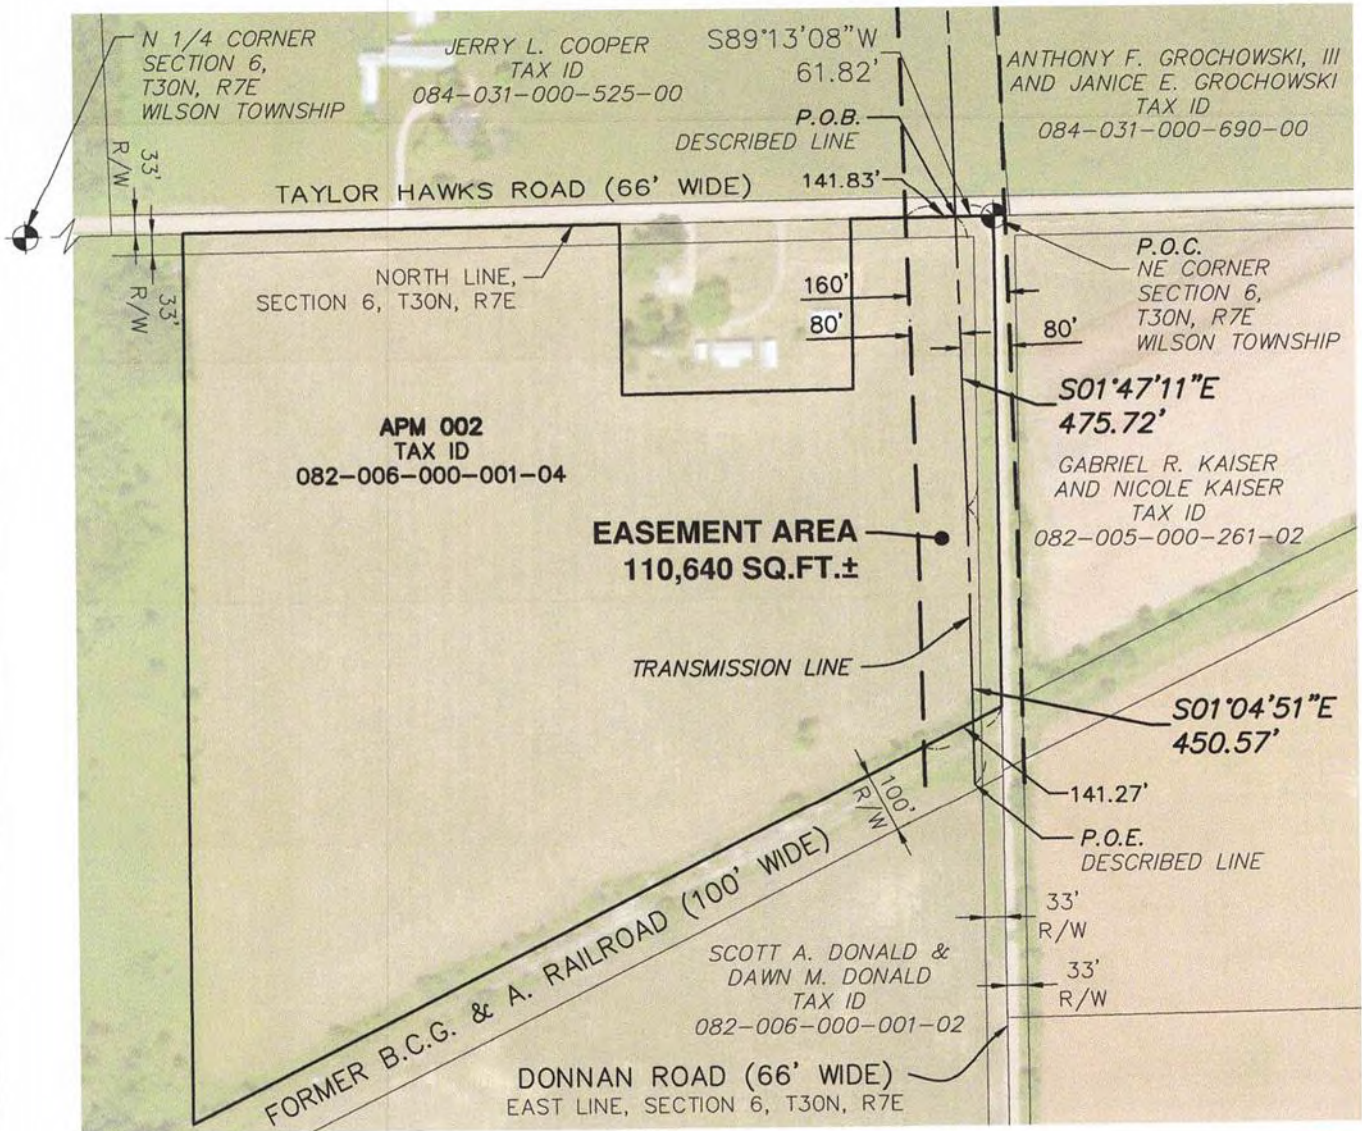 N 1/4 CORNER
SECTION 6,
T30N, R7E
WILSON TOWNSHIP
JERRY L. COOPER
TAX ID
084-031-000-525-00
S89°13'08"W
61.82'
P.O.B.
DESCRIBED LINE
ANTHONY F. GROCHOWSKI, III
AND JANICE E. GROCHOWSKI
TAX ID
084-031-000-690-00
33'
R/W
TAYLOR HAWKS ROAD (66' WIDE)
141.83'
33'
R/W
NORTH LINE,
SECTION 6, T30N, R7E
160'
80'
80'
P.O.C.
NE CORNER
SECTION 6,
T30N, R7E
WILSON TOWNSHIP
S01°47'11"E
475.72'
APM 002
TAX ID
082-006-000-001-04
GABRIEL R. KAISER
AND NICOLE KAISER
TAX ID
082-005-000-261-02
EASEMENT AREA
110,640 SQ.FT.±
TRANSMISSION LINE
S01°04'51"E
450.57'
100'
R/W
141.27'
P.O.E.
DESCRIBED LINE
FORMER B.C.G. & A. RAILROAD (100' WIDE)
33'
R/W
SCOTT A. DONALD &
DAWN M. DONALD
TAX ID
082-006-000-001-02
33'
R/W
DONNAN ROAD (66' WIDE)
EAST LINE, SECTION 6, T30N, R7E